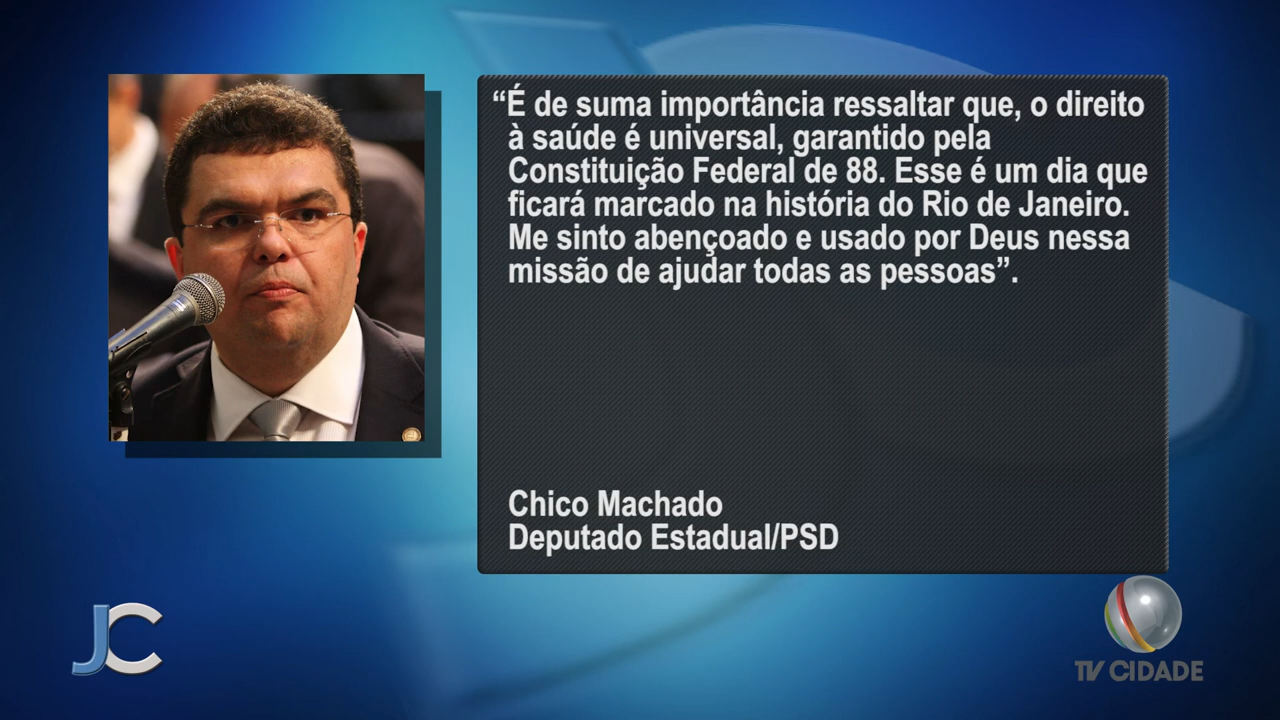 “É de suma importância ressaltar que, o direito
à saúde é universal, garantido pela
Constituição Federal de 88. Esse é um dia que
ficará marcado na história do Rio de Janeiro.
Me sinto abençoado e usado por Deus nessa
missão de ajudar todas as pessoas”.
Chico Machado
Deputado Estadual/PSD
JC
TV CIDADE